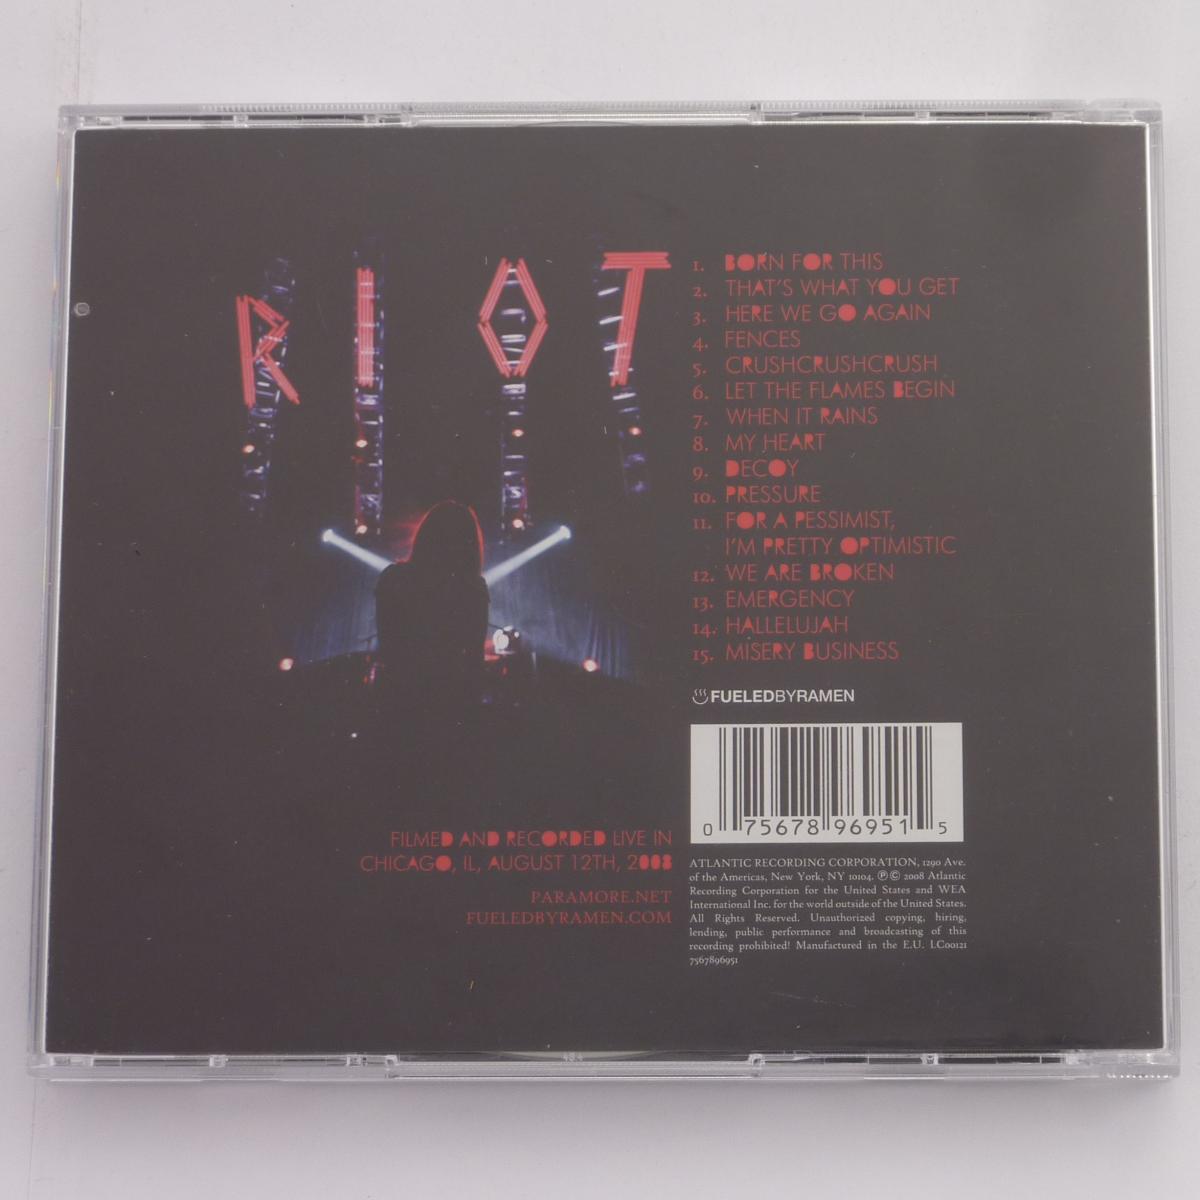 RIOT
1. BORN FOR THIS
2. THAT'S WHAT YOU GET
3. HERE WE GO AGAIN
4. FENCES
5. CRUSHCRUSHCRUSH
6. LET THE FLAMES BEGIN
7. WHEN IT RAINS
8. MY HEART
9. DECOY
10. PRESSURE
11. FOR A PESSIMIST,
I'M PRETTY OPTIMISTIC
12. WE ARE BROKEN
13. EMERGENCY
14. HALLELUJAH
15. MISERY BUSINESS
FUELEDBYRAMEN
0 75678 96951 5
FILMED AND RECORDED LIVE IN
CHICAGO, IL, AUGUST 12TH, 2008
PARAMORE.NET
FUELEDBYRAMEN.COM
ATLANTIC RECORDING CORPORATION, 1290 Ave.
of the Americas, New York, NY 10104. ℗© 2008 Atlantic
Recording Corporation for the United States and WEA
International Inc. for the world outside of the United States.
All Rights Reserved. Unauthorized copying, hiring,
lending, public performance and broadcasting of this
recording prohibited! Manufactured in the E.U. LC00121
7567896951